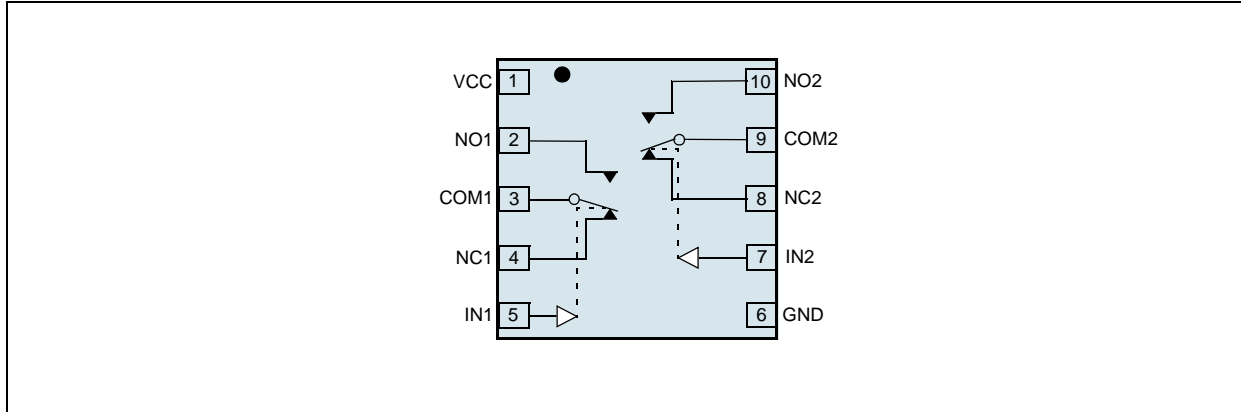 VCC 1 10 NO2
NO1 2 9 COM2
COM1 3 8 NC2
NC1 4 7 IN2
IN1 5 6 GND